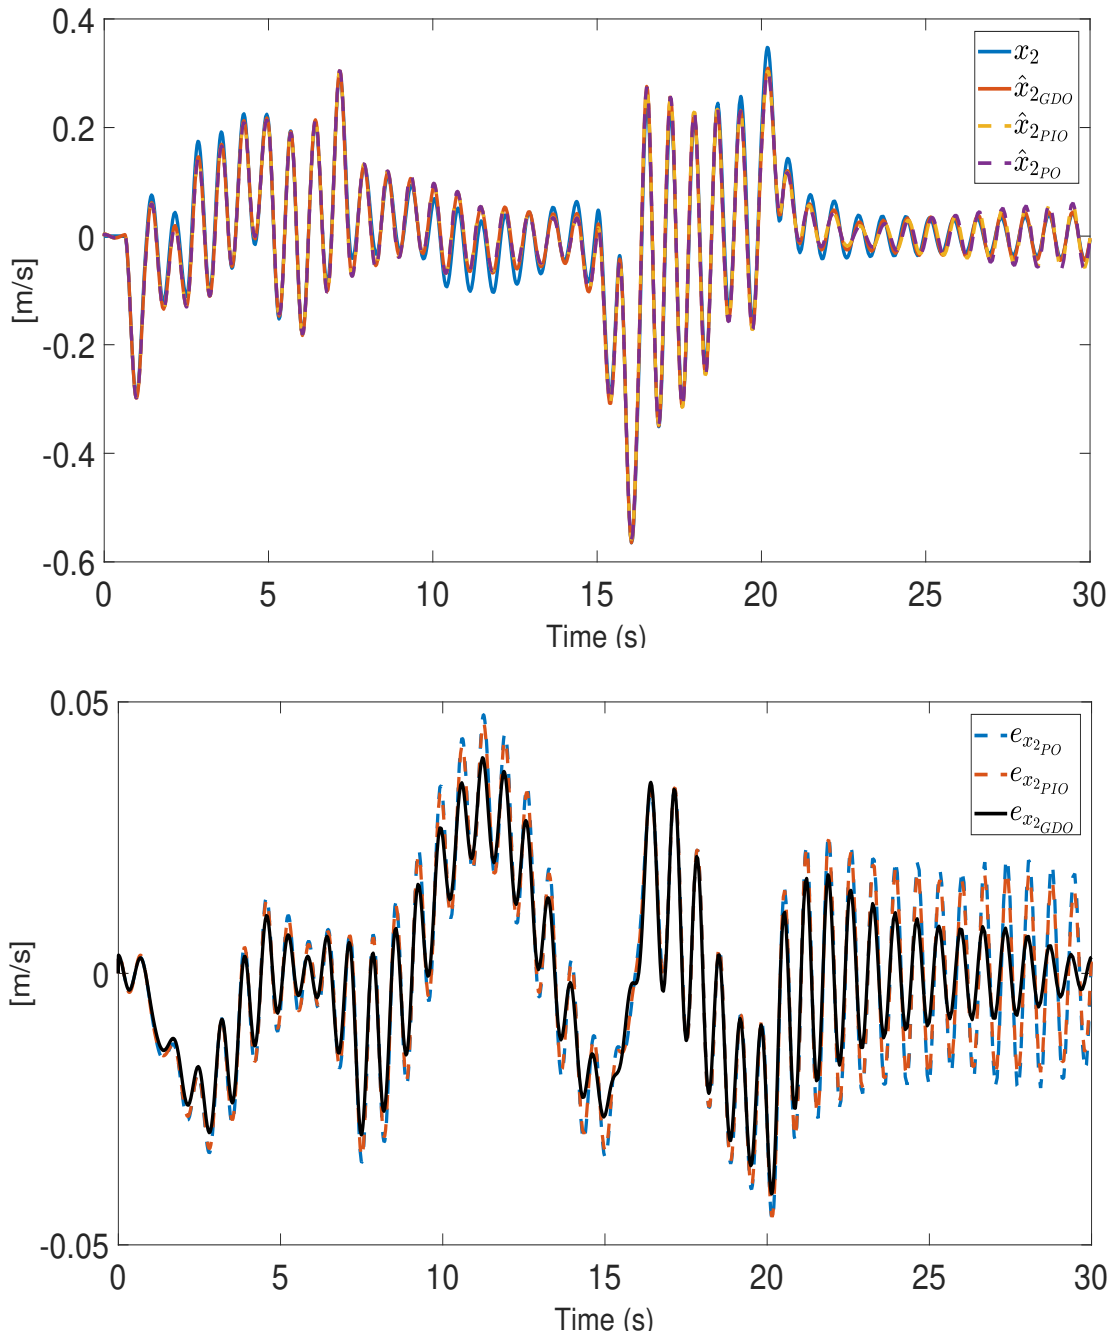 0.4
0.2
0
-0.2
-0.4
-0.6
[m/s]
0 5 10 15 20 25 30
Time (s)
x₂
x̂₂GDO
x̂₂PIO
x̂₂PO
0.05
0
-0.05
[m/s]
0 5 10 15 20 25 30
Time (s)
eₓ₂PO
eₓ₂PIO
eₓ₂GDO